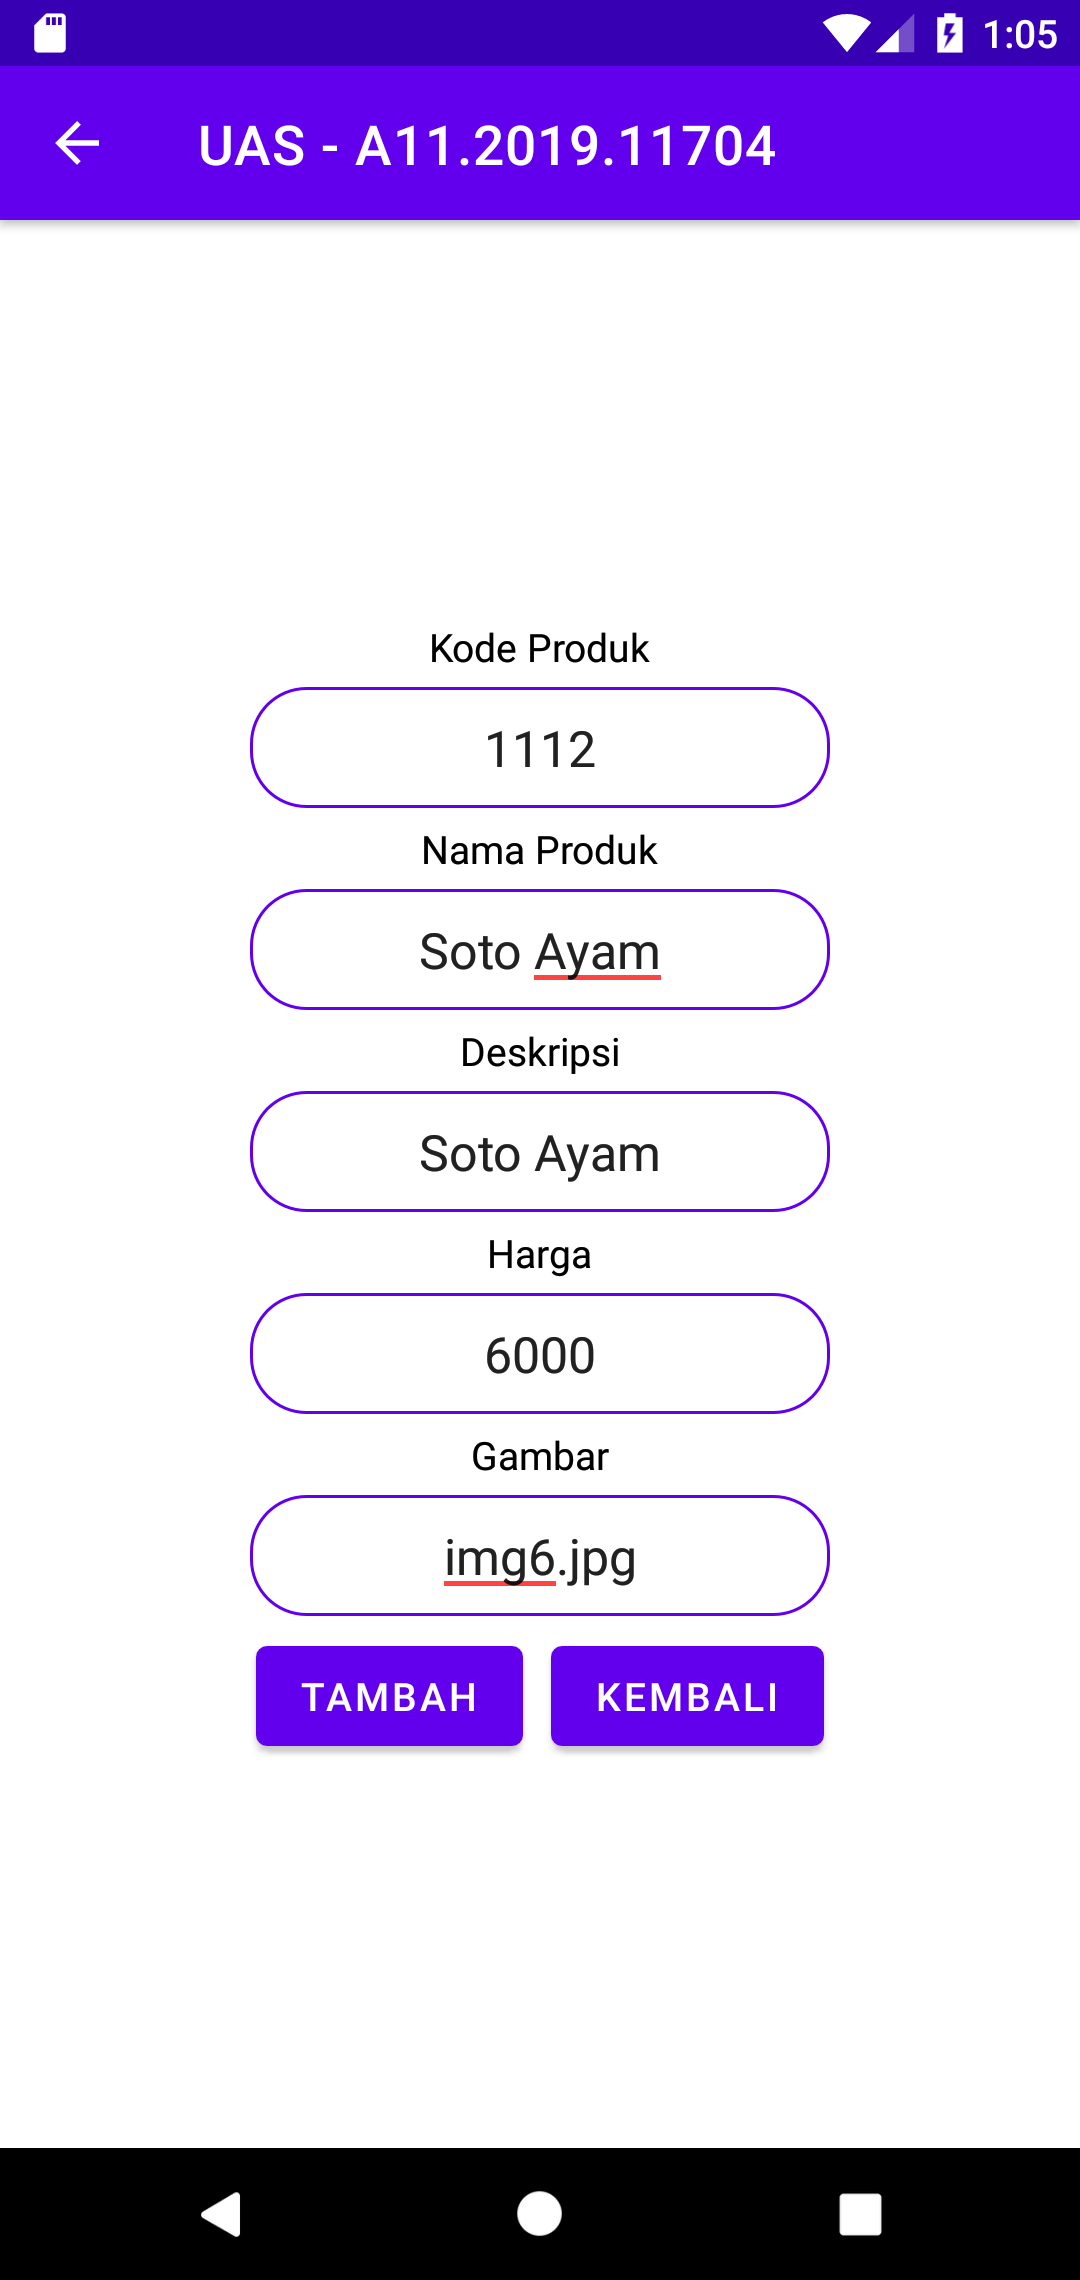 1:05
UAS - A11.2019.11704
Kode Produk
1112
Nama Produk
Soto Ayam
Deskripsi
Soto Ayam
Harga
6000
Gambar
img6.jpg
TAMBAH KEMBALI